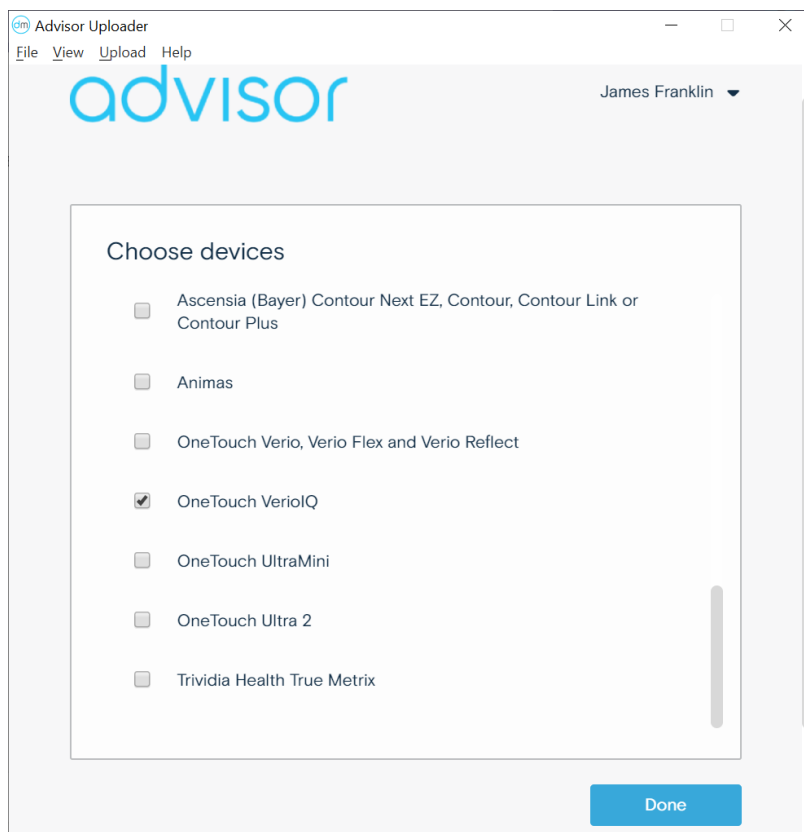 dm Advisor Uploader
File View Upload Help
advisor
James Franklin
Choose devices
Ascensia (Bayer) Contour Next EZ, Contour, Contour Link or
Contour Plus
Animas
OneTouch Verio, Verio Flex and Verio Reflect
OneTouch VerioIQ
OneTouch UltraMini
OneTouch Ultra 2
Trividia Health True Metrix
Done